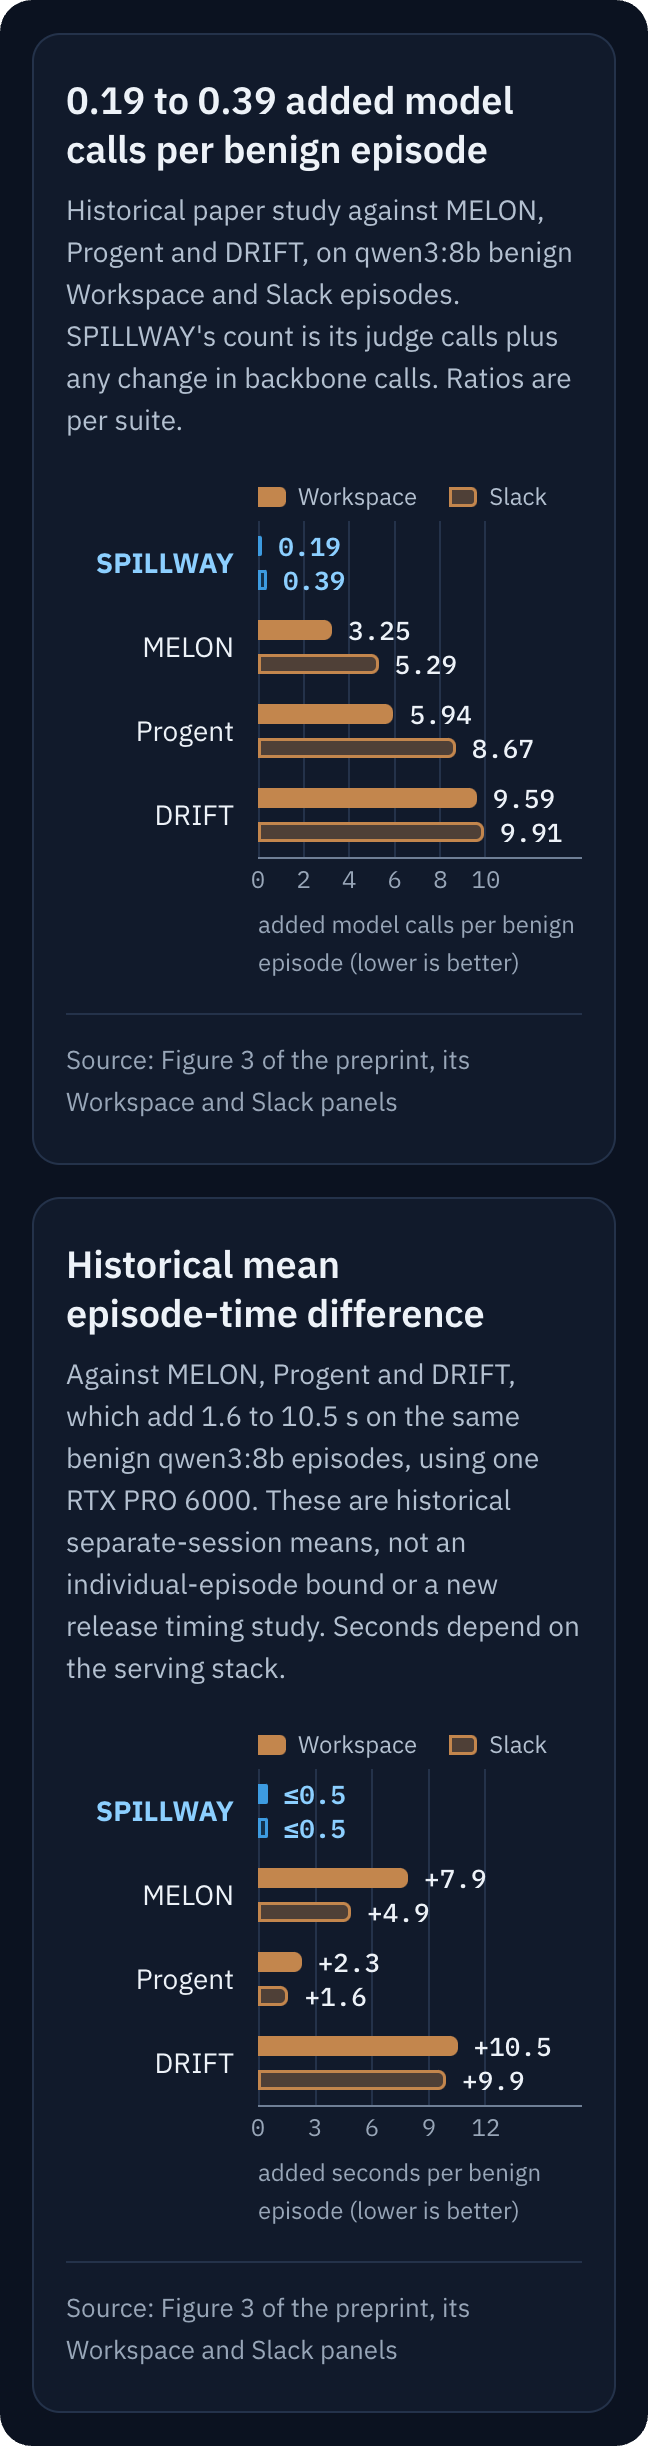 0.19 to 0.39 added model
calls per benign episode
Historical paper study against MELON,
Progent and DRIFT, on qwen3:8b benign
Workspace and Slack episodes.
SPILLWAY's count is its judge calls plus
any change in backbone calls. Ratios are
per suite.
Workspace Slack
SPILLWAY
0.19
0.39
MELON
3.25
5.29
Progent
5.94
8.67
DRIFT
9.59
9.91
0 2 4 6 8 10
added model calls per benign
episode (lower is better)
Source: Figure 3 of the preprint, its
Workspace and Slack panels
Historical mean
episode-time difference
Against MELON, Progent and DRIFT,
which add 1.6 to 10.5 s on the same
benign qwen3:8b episodes, using one
RTX PRO 6000. These are historical
separate-session means, not an
individual-episode bound or a new
release timing study. Seconds depend on
the serving stack.
Workspace Slack
SPILLWAY
≤0.5
≤0.5
MELON
+7.9
+4.9
Progent
+2.3
+1.6
DRIFT
+10.5
+9.9
0 3 6 9 12
added seconds per benign
episode (lower is better)
Source: Figure 3 of the preprint, its
Workspace and Slack panels